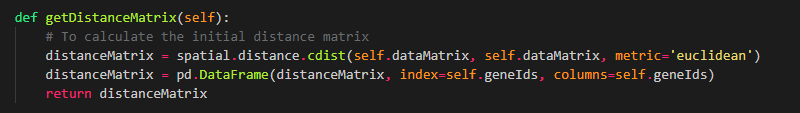 def getDistanceMatrix(self):
    # To calculate the initial distance matrix
    distanceMatrix = spatial.distance.cdist(self.dataMatrix, self.dataMatrix, metric='euclidean')
    distanceMatrix = pd.DataFrame(distanceMatrix, index=self.geneIds, columns=self.geneIds)
    return distanceMatrix